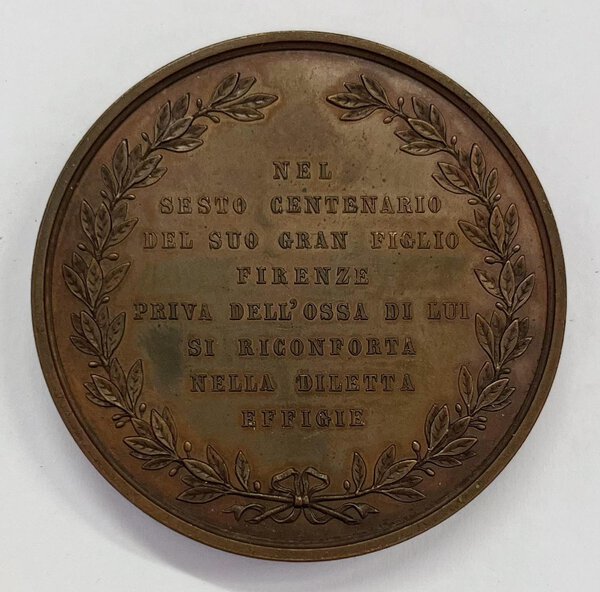 NEL
SESTO CENTENARIO
DEL SUO GRAN FIGLIO
FIRENZE
PRIVA DELL'OSSA DI LUI
SI RICONFORTA
NELLA DILETTA
EFFIGIE